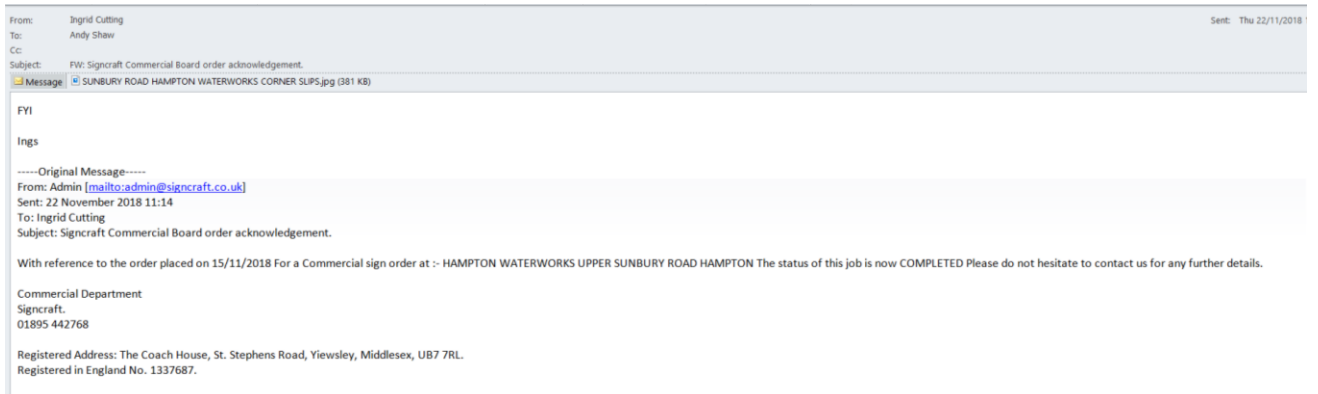 From: Ingrid Cutting Sent: Thu 22/11/2018
To: Andy Shaw
Cc:
Subject: FW: Signcraft Commercial Board order acknowledgement.
Message SUNBURY ROAD HAMPTON WATERWORKS CORNER SLIPS.jpg (381 KB)
FYI
Ings
-----Original Message-----
From: Admin [mailto:admin@signcraft.co.uk]
Sent: 22 November 2018 11:14
To: Ingrid Cutting
Subject: Signcraft Commercial Board order acknowledgement.
With reference to the order placed on 15/11/2018 For a Commercial sign order at :- HAMPTON WATERWORKS UPPER SUNBURY ROAD HAMPTON The status of this job is now COMPLETED Please do not hesitate to contact us for any further details.
Commercial Department
Signcraft.
01895 442768
Registered Address: The Coach House, St. Stephens Road, Yiewsley, Middlesex, UB7 7RL.
Registered in England No. 1337687.